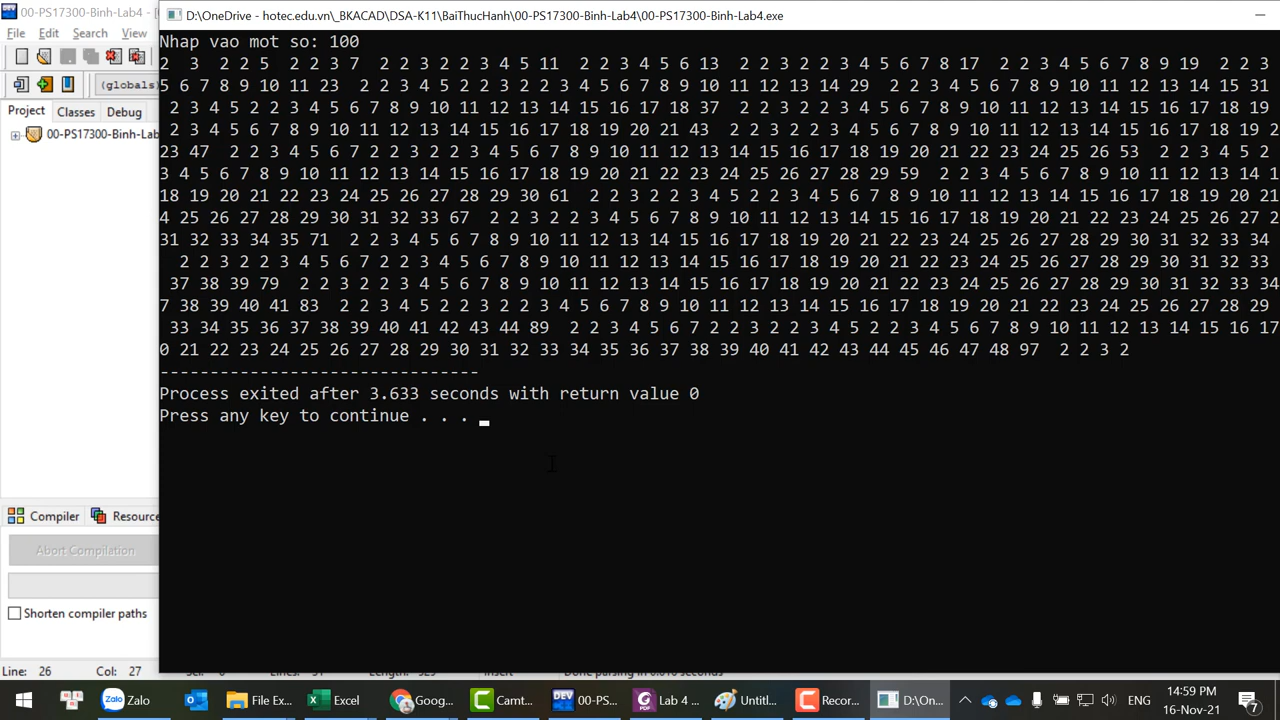 00-PS17300-Binh-Lab4 - [
D:\OneDrive - hotec.edu.vn\_BKACAD\DSA-K11\BaiThucHanh\00-PS17300-Binh-Lab4\00-PS17300-Binh-Lab4.exe
File Edit Search View
(globals)
Project Classes Debug
00-PS17300-Binh-Lab
Nhap vao mot so: 100
2  3  2 2 5  2 2 3 7  2 2 3 2 2 3 4 5 11  2 2 3 4 5 6 13  2 2 3 2 2 3 4 5 6 7 8 17  2 2 3 4 5 6 7 8 9 19  2 2 3
5 6 7 8 9 10 11 23  2 2 3 4 5 2 2 3 2 2 3 4 5 6 7 8 9 10 11 12 13 14 29  2 2 3 4 5 6 7 8 9 10 11 12 13 14 15 31
2 3 4 5 2 2 3 4 5 6 7 8 9 10 11 12 13 14 15 16 17 18 37  2 2 3 2 2 3 4 5 6 7 8 9 10 11 12 13 14 15 16 17 18 19
2 3 4 5 6 7 8 9 10 11 12 13 14 15 16 17 18 19 20 21 43  2 2 3 2 2 3 4 5 6 7 8 9 10 11 12 13 14 15 16 17 18 19 2
23 47  2 2 3 4 5 6 7 2 2 3 2 2 3 4 5 6 7 8 9 10 11 12 13 14 15 16 17 18 19 20 21 22 23 24 25 26 53  2 2 3 4 5 2
3 4 5 6 7 8 9 10 11 12 13 14 15 16 17 18 19 20 21 22 23 24 25 26 27 28 29 59  2 2 3 4 5 6 7 8 9 10 11 12 13 14 1
18 19 20 21 22 23 24 25 26 27 28 29 30 61  2 2 3 2 2 3 4 5 2 2 3 4 5 6 7 8 9 10 11 12 13 14 15 16 17 18 19 20 21
4 25 26 27 28 29 30 31 32 33 67  2 2 3 2 2 3 4 5 6 7 8 9 10 11 12 13 14 15 16 17 18 19 20 21 22 23 24 25 26 27 2
31 32 33 34 35 71  2 2 3 4 5 6 7 8 9 10 11 12 13 14 15 16 17 18 19 20 21 22 23 24 25 26 27 28 29 30 31 32 33 34
2 2 3 2 2 3 4 5 6 7 2 2 3 4 5 6 7 8 9 10 11 12 13 14 15 16 17 18 19 20 21 22 23 24 25 26 27 28 29 30 31 32 33
37 38 39 79  2 2 3 2 2 3 4 5 6 7 8 9 10 11 12 13 14 15 16 17 18 19 20 21 22 23 24 25 26 27 28 29 30 31 32 33 34
7 38 39 40 41 83  2 2 3 4 5 2 2 3 2 2 3 4 5 6 7 8 9 10 11 12 13 14 15 16 17 18 19 20 21 22 23 24 25 26 27 28 29
33 34 35 36 37 38 39 40 41 42 43 44 89  2 2 3 4 5 6 7 2 2 3 2 2 3 4 5 2 2 3 4 5 6 7 8 9 10 11 12 13 14 15 16 17
0 21 22 23 24 25 26 27 28 29 30 31 32 33 34 35 36 37 38 39 40 41 42 43 44 45 46 47 48 97  2 2 3 2
--------------------------------
Process exited after 3.633 seconds with return value 0
Press any key to continue . . .
Compiler Resource
Abort Compilation
Shorten compiler paths
Line: 26 Col: 27
Zalo File Ex... Excel Goog... Camt... 00-PS... Lab 4 ... Untitl... Recor... D:\On... ENG 14:59 PM
16-Nov-21